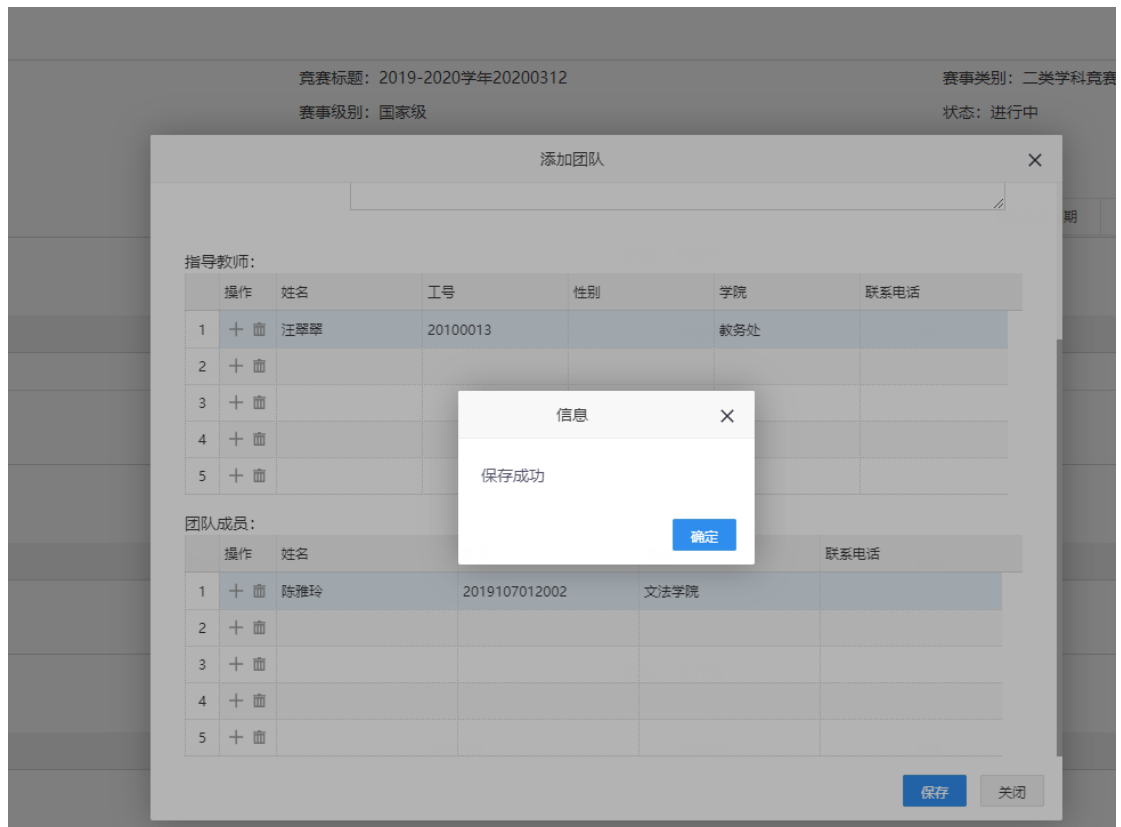 竞赛标题：2019-2020学年20200312 赛事类别：二类学科竞赛
赛事级别：国家级 状态：进行中
添加团队
期
指导教师：
操作 姓名 工号 性别 学院 联系电话
1 汪翠翠 20100013 教务处
2
3
4
5
信息
保存成功
确定
团队成员：
操作 姓名 联系电话
1 陈雅玲 2019107012002 文法学院
2
3
4
5
保存 关闭